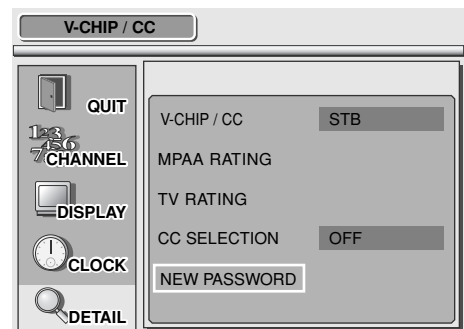 V-CHIP / CC
QUIT
123
456
7
CHANNEL
DISPLAY
CLOCK
DETAIL
V-CHIP / CC STB
MPAA RATING
TV RATING
CC SELECTION OFF
NEW PASSWORD